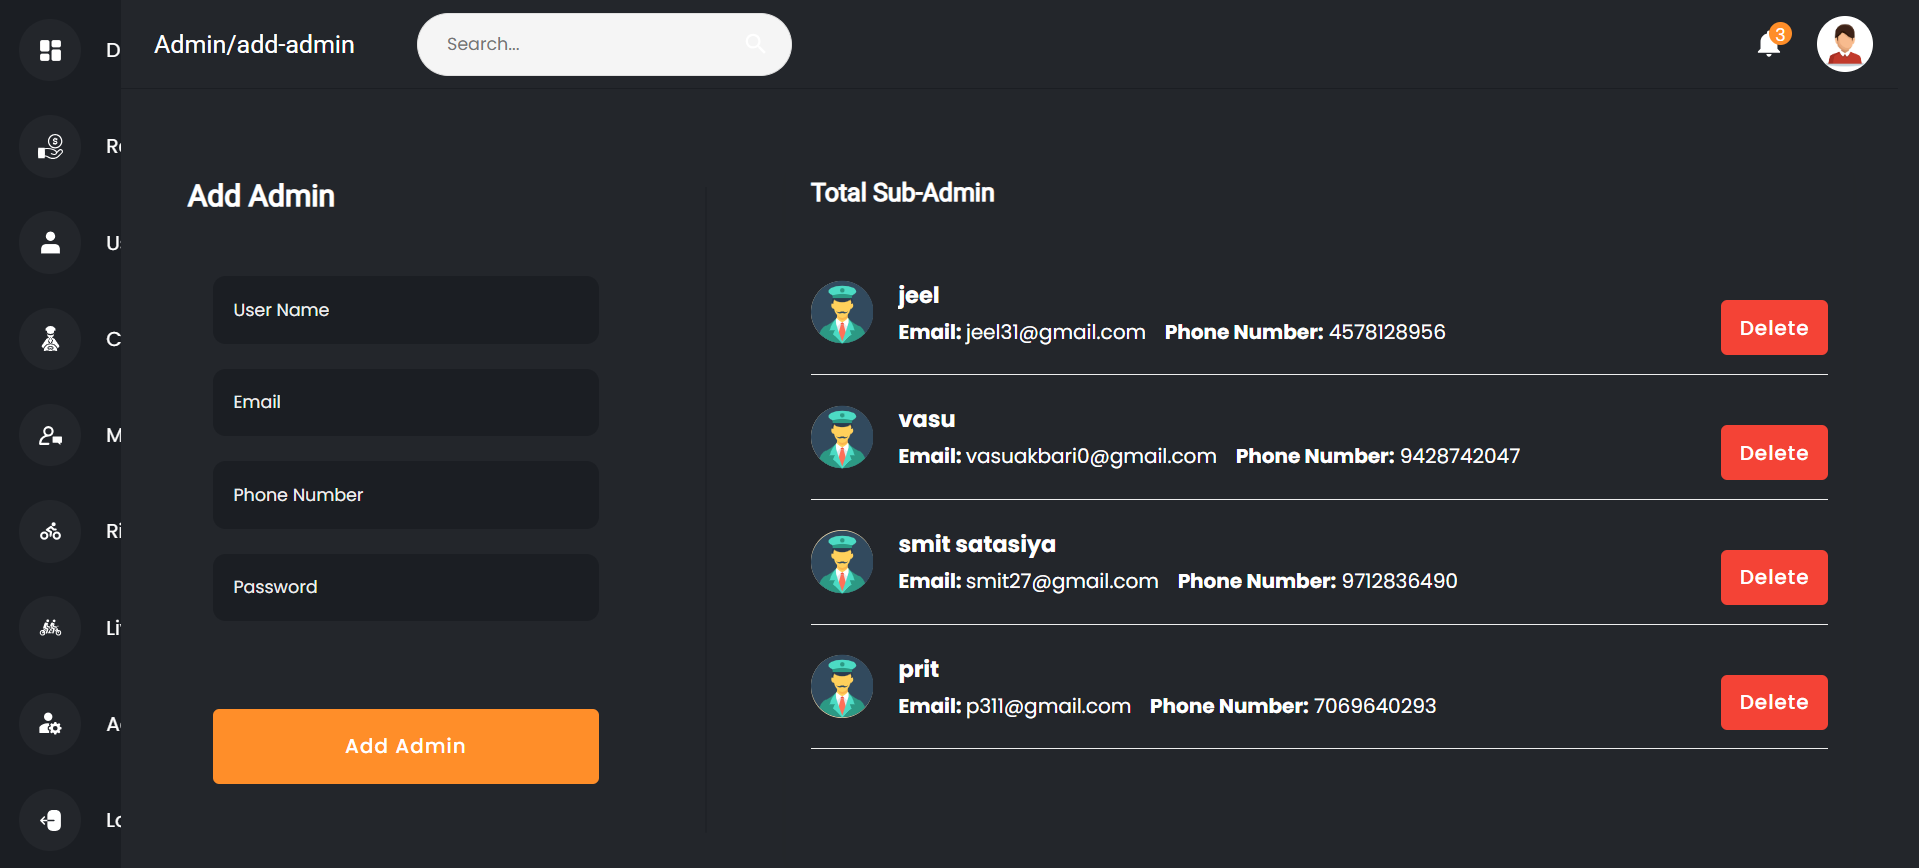 Admin/add-admin
Search...
3
D
Re
Us
C
M
Ri
Li
A
Lo
Add Admin
User Name
Email
Phone Number
Password
Add Admin
Total Sub-Admin
jeel
Email: jeel31@gmail.com Phone Number: 4578128956
Delete
vasu
Email: vasuakbari0@gmail.com Phone Number: 9428742047
Delete
smit satasiya
Email: smit27@gmail.com Phone Number: 9712836490
Delete
prit
Email: p311@gmail.com Phone Number: 7069640293
Delete